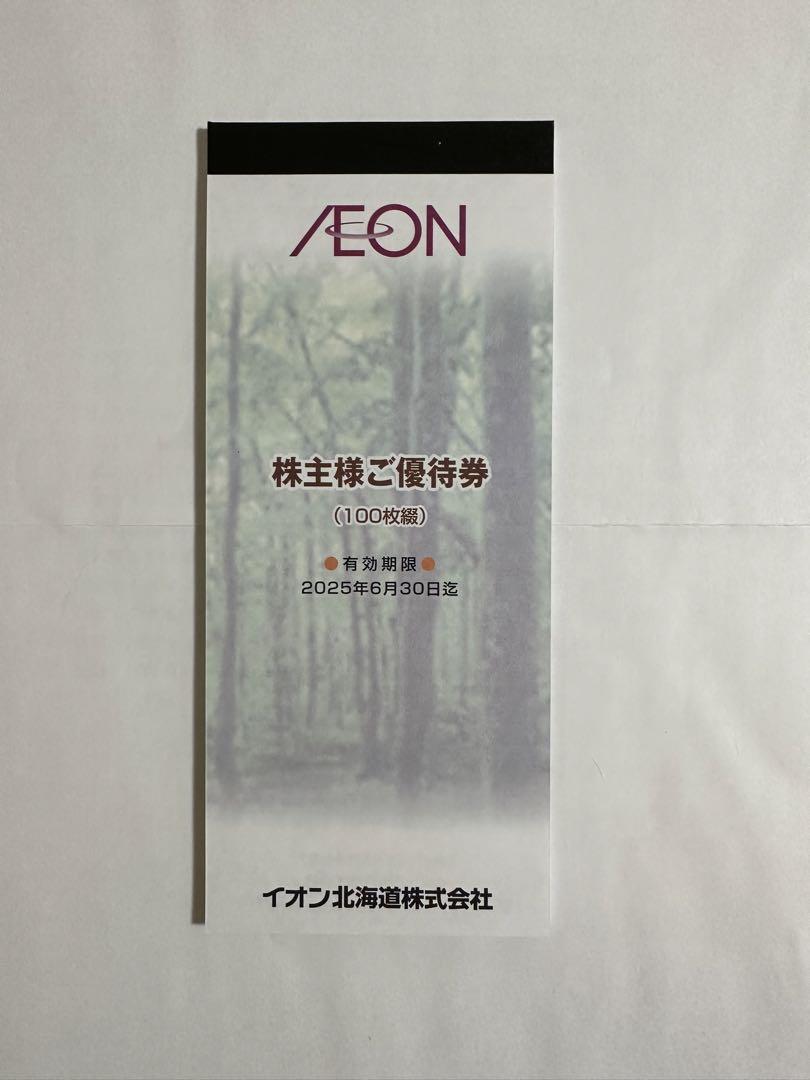 ÆON
株主様ご優待券
（100枚綴）
●有効期限●
2025年6月30日迄
イオン北海道株式会社